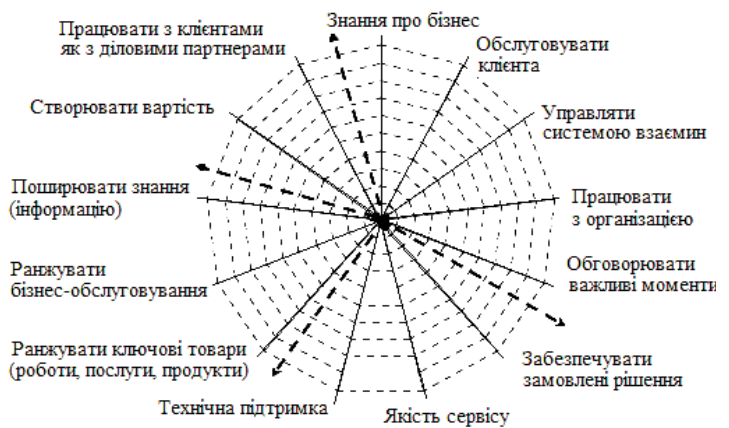 Знання про бізнес
Обслуговувати
клієнта
Управляти
системою взаємин
Працювати
з організацією
Обговорювати
важливі моменти
Забезпечувати
замовлені рішення
Якість сервісу
Технічна підтримка
Ранжувати ключові товари
(роботи, послуги, продукти)
Ранжувати
бізнес-обслуговування
Поширювати знання
(інформацію)
Створювати вартість
Працювати з клієнтами
як з діловими партнерами